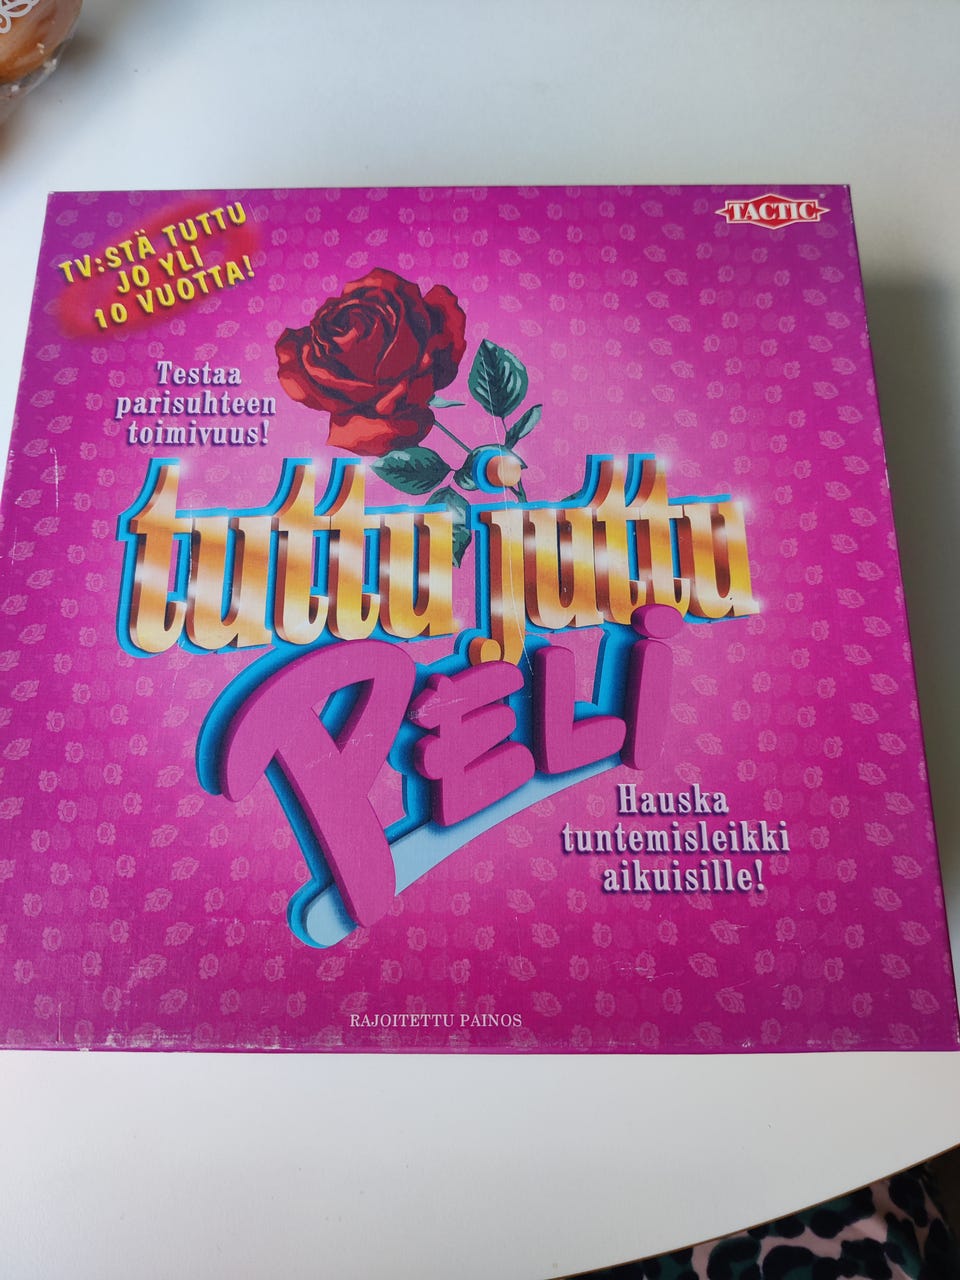 TV:STÄ TUTTU
JO YLI
10 VUOTTA!
TACTIC
Testaa
parisuhteen
toimivuus!
tuttu juttu
PELi
Hauska
tuntemisleikki
aikuisille!
RAJOITETTU PAINOS